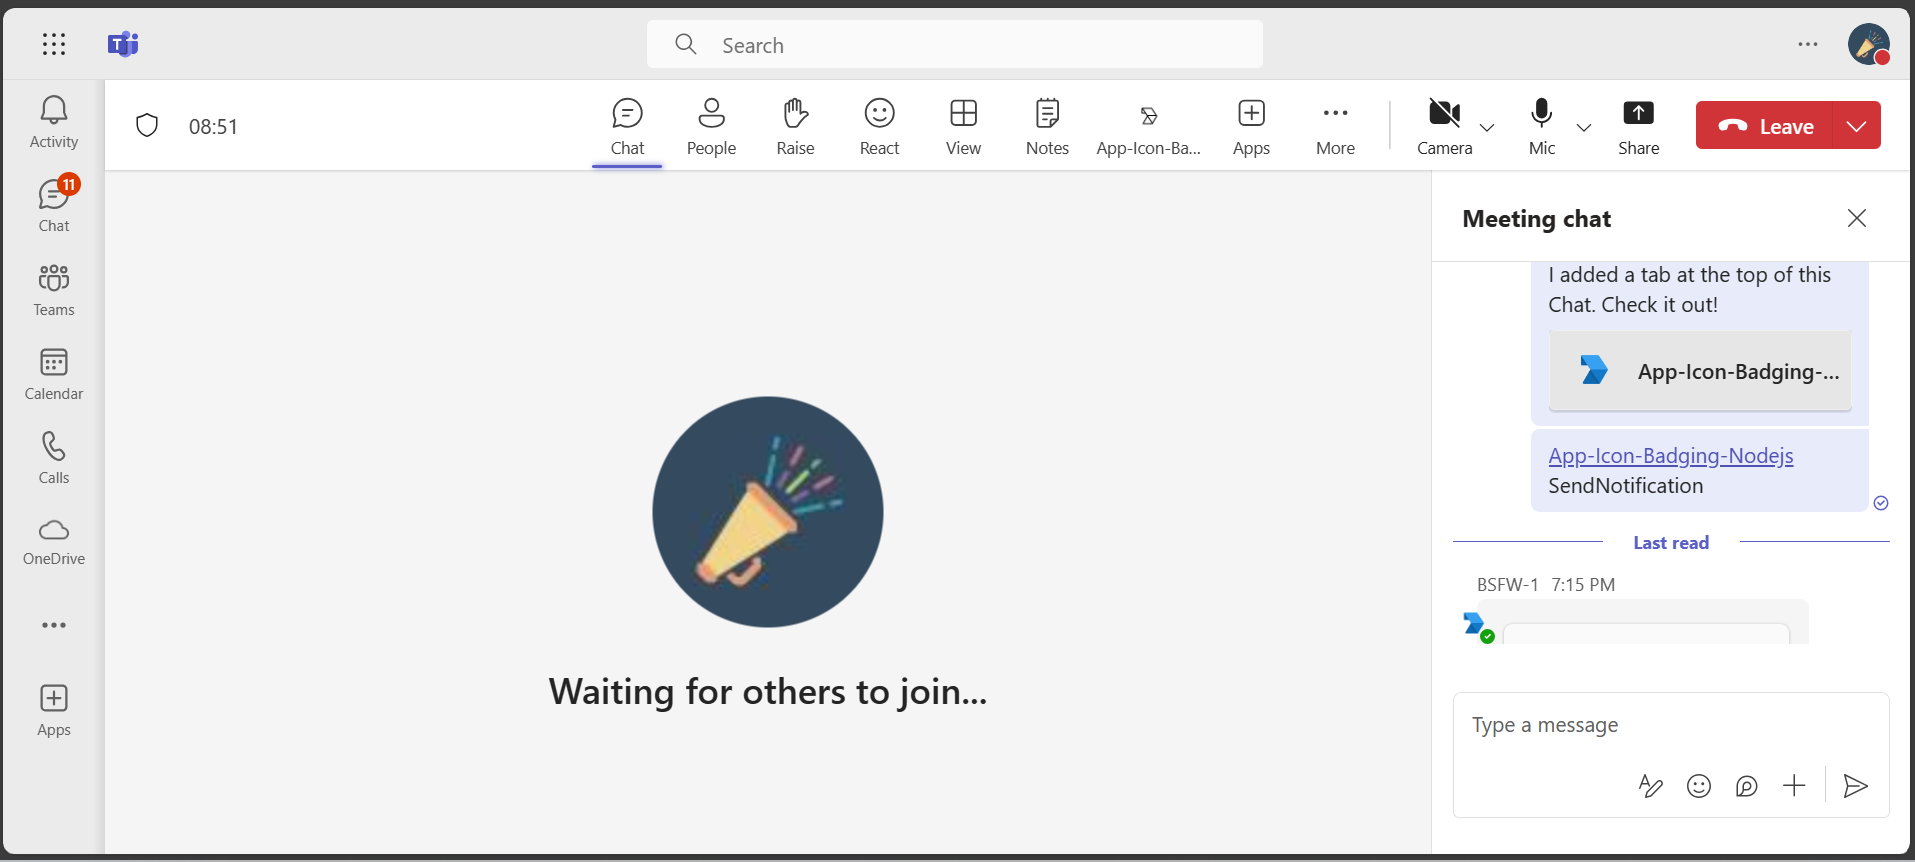 Search
08:51
Chat
People
Raise
React
View
Notes
App-Icon-Ba...
Apps
More
Camera
Mic
Share
Leave
Activity
11
Chat
Teams
Calendar
Calls
OneDrive
Apps
Waiting for others to join...
Meeting chat
I added a tab at the top of this
Chat. Check it out!
App-Icon-Badging-...
App-Icon-Badging-Nodejs
SendNotification
Last read
BSFW-1 7:15 PM
Type a message